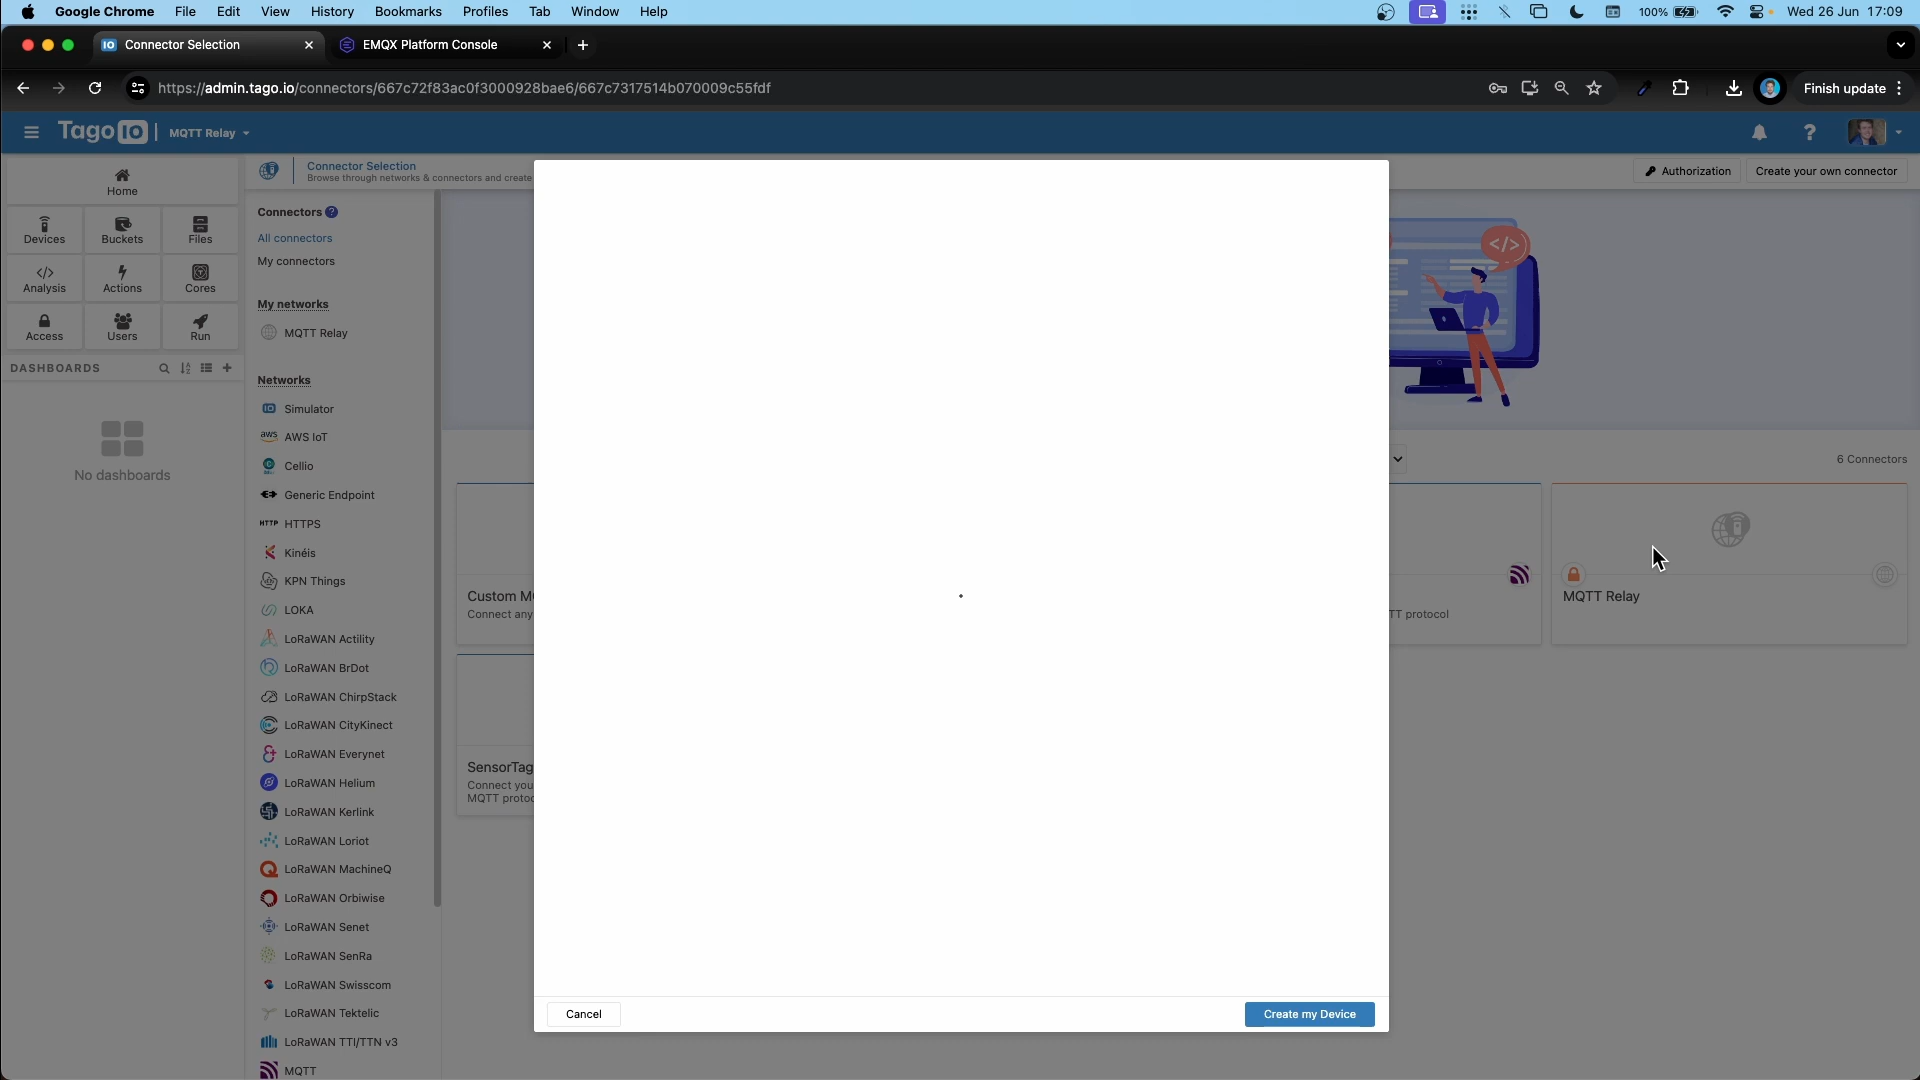 Google Chrome File Edit View History Bookmarks Profiles Tab Window Help 100% Wed 26 Jun 17:09
Connector Selection EMQX Platform Console
https://admin.tago.io/connectors/667c72f83ac0f3000928bae6/667c7317514b070009c55fdf Finish update
Tago IO MQTT Relay
Home
Devices Buckets Files
Analysis Actions Cores
Access Users Run
DASHBOARDS
No dashboards
Connector Selection
Browse through networks & connectors and create
Authorization Create your own connector
Connectors ?
All connectors
My connectors
My networks
MQTT Relay
Networks
Simulator
aws AWS IoT
Cellio
Generic Endpoint
HTTP HTTPS
Kinéis
KPN Things
LOKA
LoRaWAN Actility
LoRaWAN BrDot
LoRaWAN ChirpStack
LoRaWAN CityKinect
LoRaWAN Everynet
LoRaWAN Helium
LoRaWAN Kerlink
LoRaWAN Loriot
LoRaWAN MachineQ
LoRaWAN Orbiwise
LoRaWAN Senet
LoRaWAN SenRa
LoRaWAN Swisscom
LoRaWAN Tektelic
LoRaWAN TTI/TTN v3
MQTT
6 Connectors
Custom M
Connect any
TT protocol
MQTT Relay
SensorTag
Connect you
MQTT proto
Cancel Create my Device